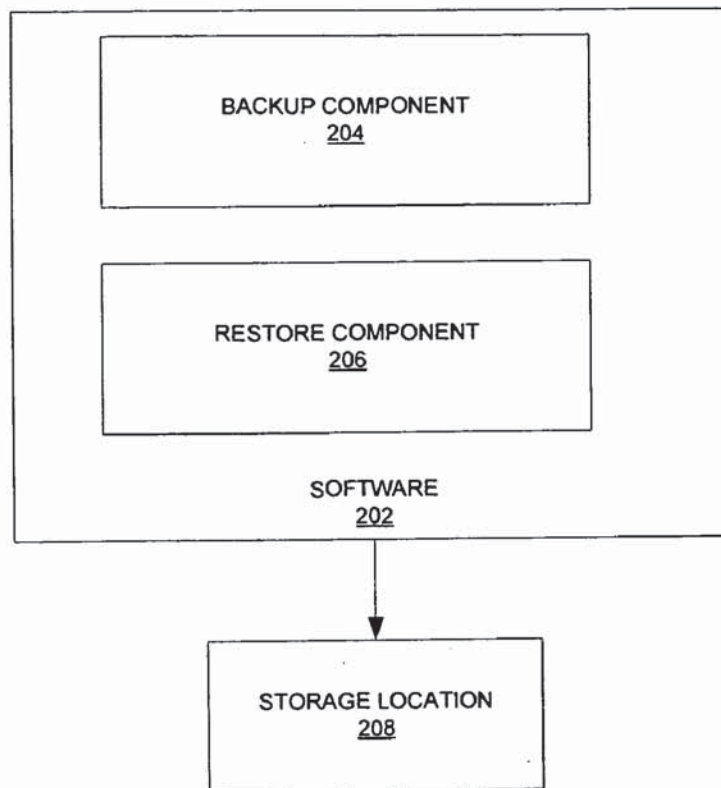 BACKUP COMPONENT
204
RESTORE COMPONENT
206
SOFTWARE
202
STORAGE LOCATION
208